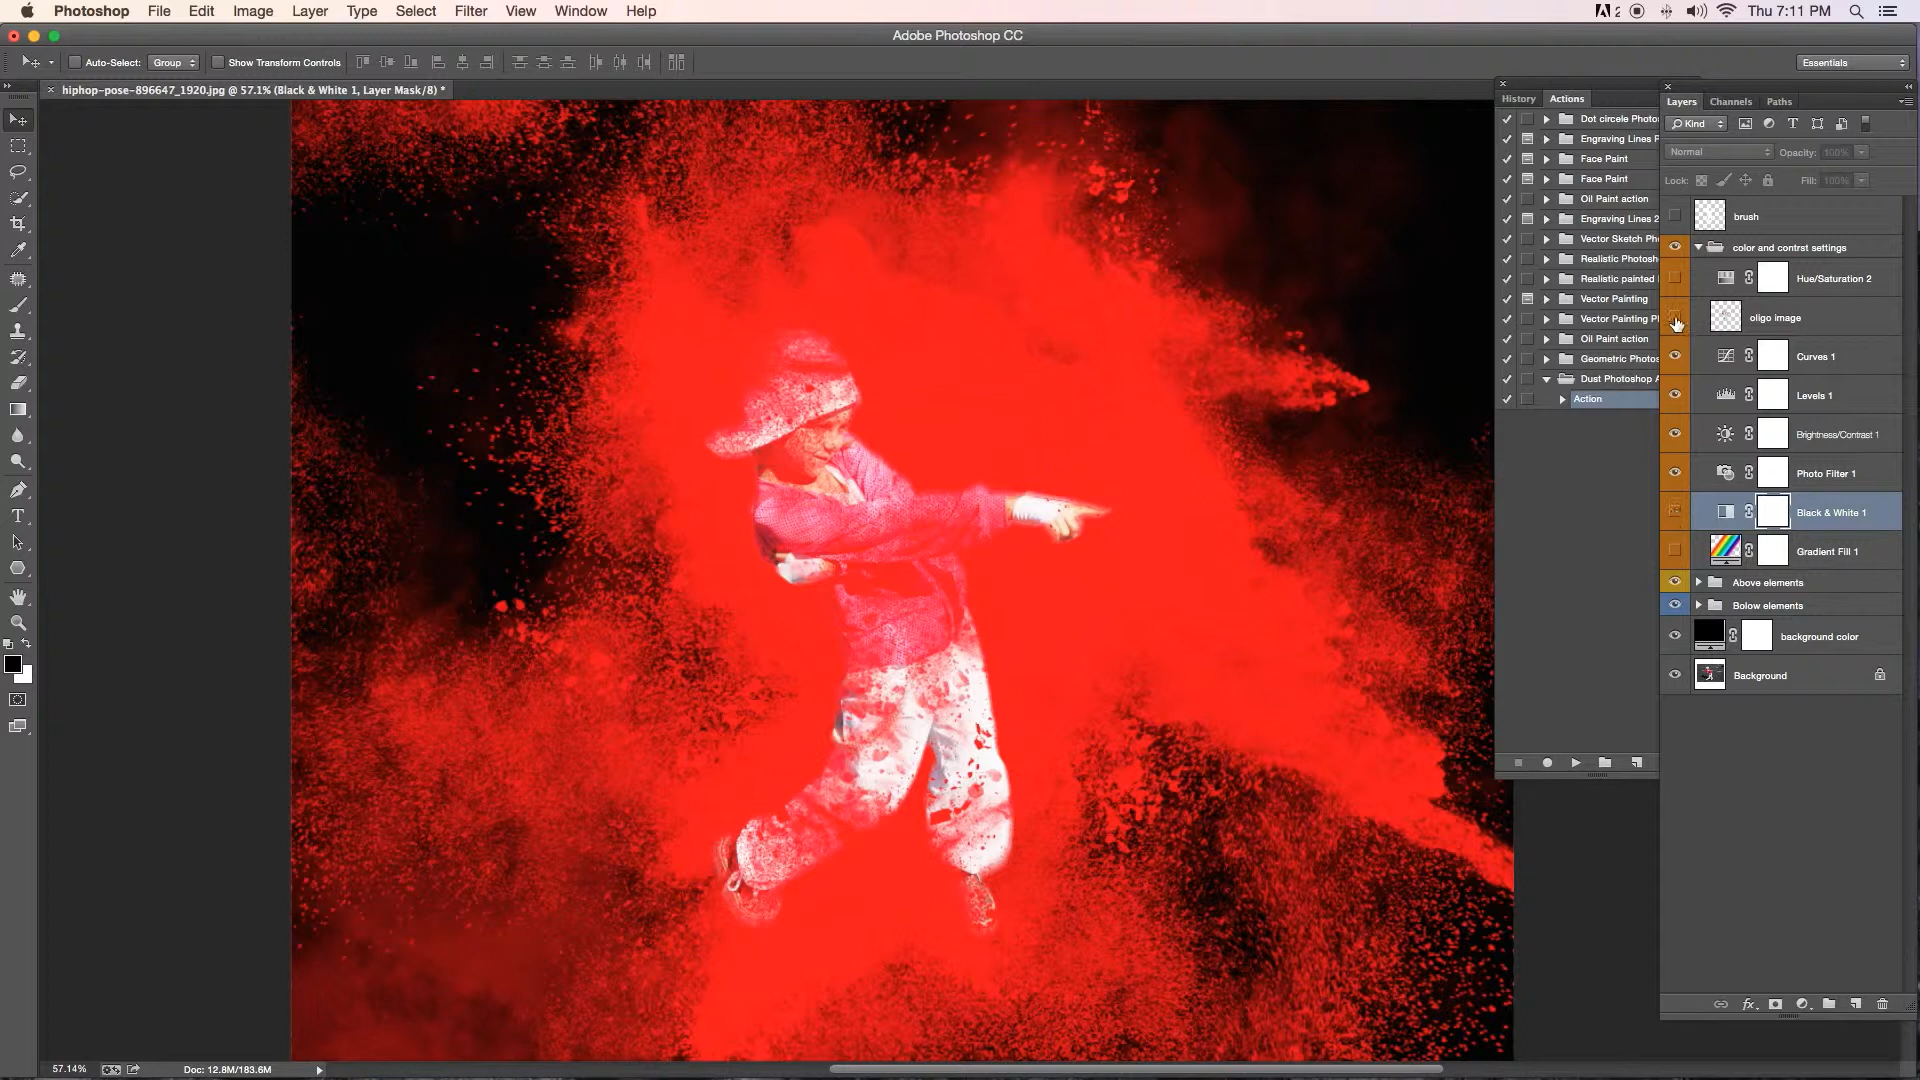 Photoshop File Edit Image Layer Type Select Filter View Window Help
2 Thu 7:11 PM
Adobe Photoshop CC
Auto-Select: Group Show Transform Controls Essentials
hiphop-pose-896647_1920.jpg @ 57.1% (Black & White 1, Layer Mask/8) *
History Actions
Dot circele Photos
Engraving Lines P
Face Paint
Face Paint
Oil Paint action
Engraving Lines 2
Vector Sketch Ph
Realistic Photosh
Realistic painted
Vector Painting
Vector Painting P
Oil Paint action
Geometric Photos
Dust Photoshop A
Action
Layers Channels Paths
Kind
Normal Opacity: 100%
Lock: Fill: 100%
brush
color and contrst settings
Hue/Saturation 2
oligo image
Curves 1
Levels 1
Brightness/Contrast 1
Photo Filter 1
Black & White 1
Gradient Fill 1
Above elements
Bolow elements
background color
Background
57.14% Doc: 12.8M/183.6M